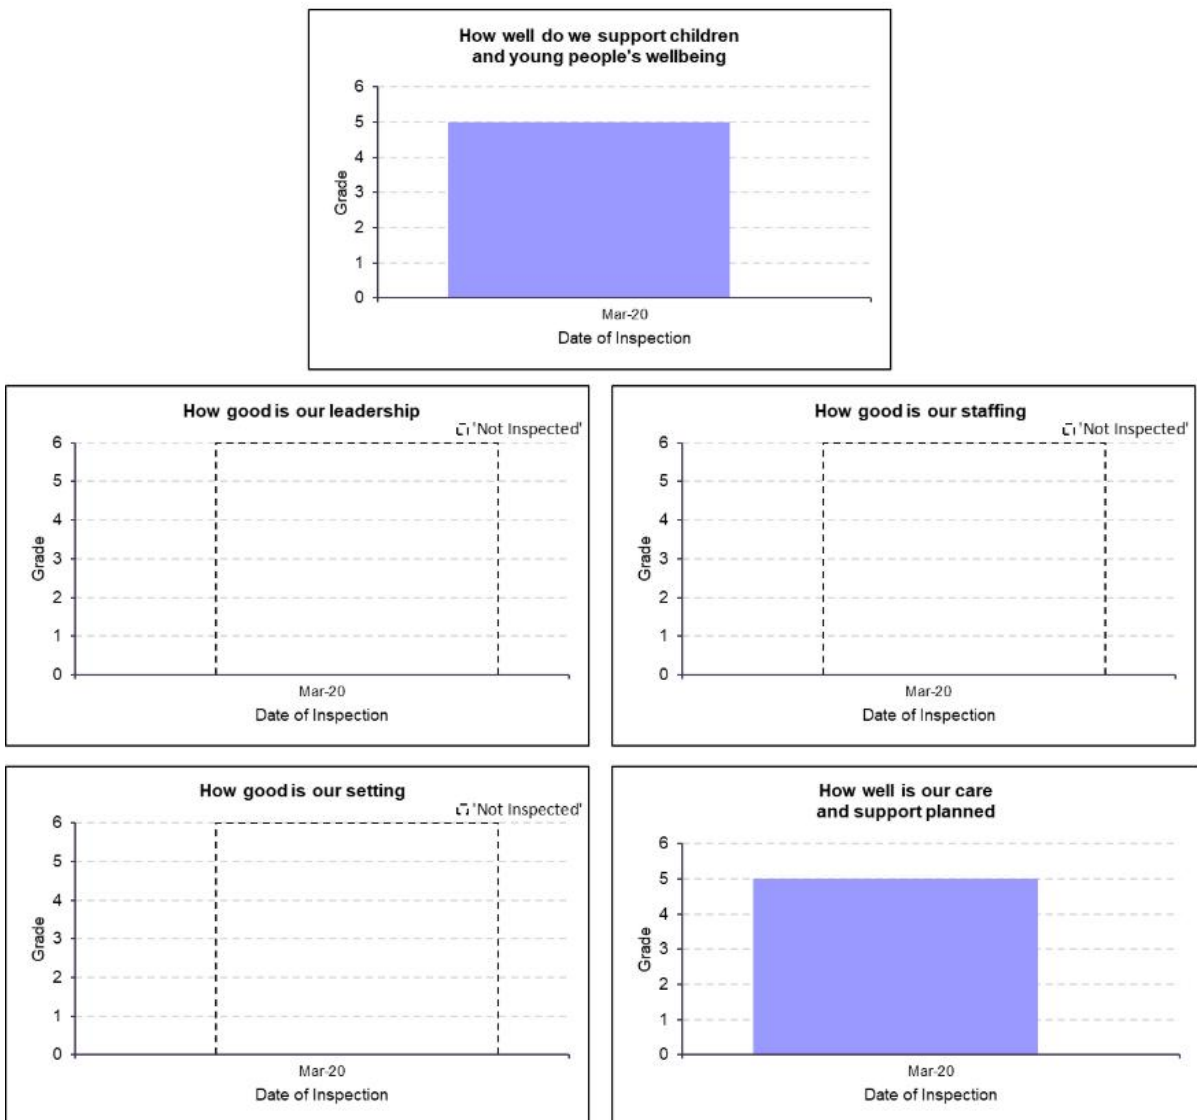 How well do we support children
and young people's wellbeing
6
5
4
3
2
1
0
Grade
Mar-20
Date of Inspection
How good is our leadership
'Not Inspected'
6
5
4
3
2
1
0
Grade
Mar-20
Date of Inspection
How good is our staffing
'Not Inspected'
6
5
4
3
2
1
0
Grade
Mar-20
Date of Inspection
How good is our setting
'Not Inspected'
6
5
4
3
2
1
0
Grade
Mar-20
Date of Inspection
How well is our care
and support planned
6
5
4
3
2
1
0
Grade
Mar-20
Date of Inspection